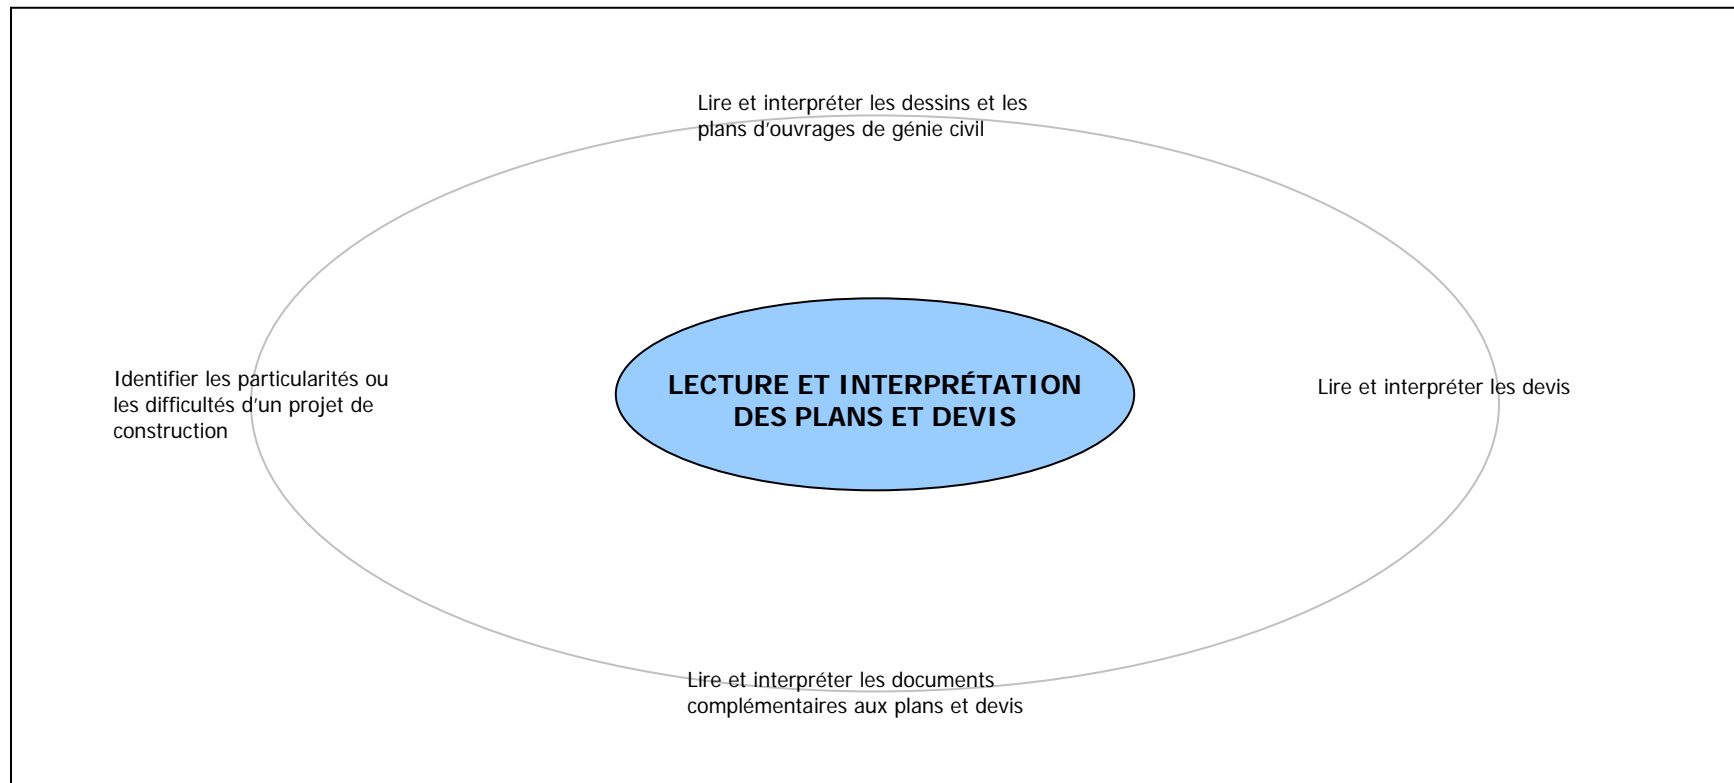 Lire et interpréter les dessins et les
plans d’ouvrages de génie civil
Identifier les particularités ou
les difficultés d’un projet de
construction
LECTURE ET INTERPRÉTATION
DES PLANS ET DEVIS
Lire et interpréter les devis
Lire et interpréter les documents
complémentaires aux plans et devis